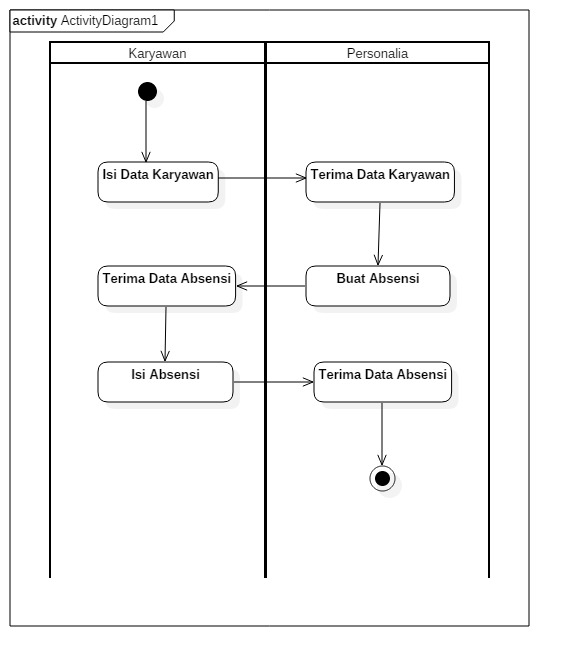 activity ActivityDiagram1
Karyawan
Personalia
Isi Data Karyawan
Terima Data Karyawan
Terima Data Absensi
Buat Absensi
Isi Absensi
Terima Data Absensi